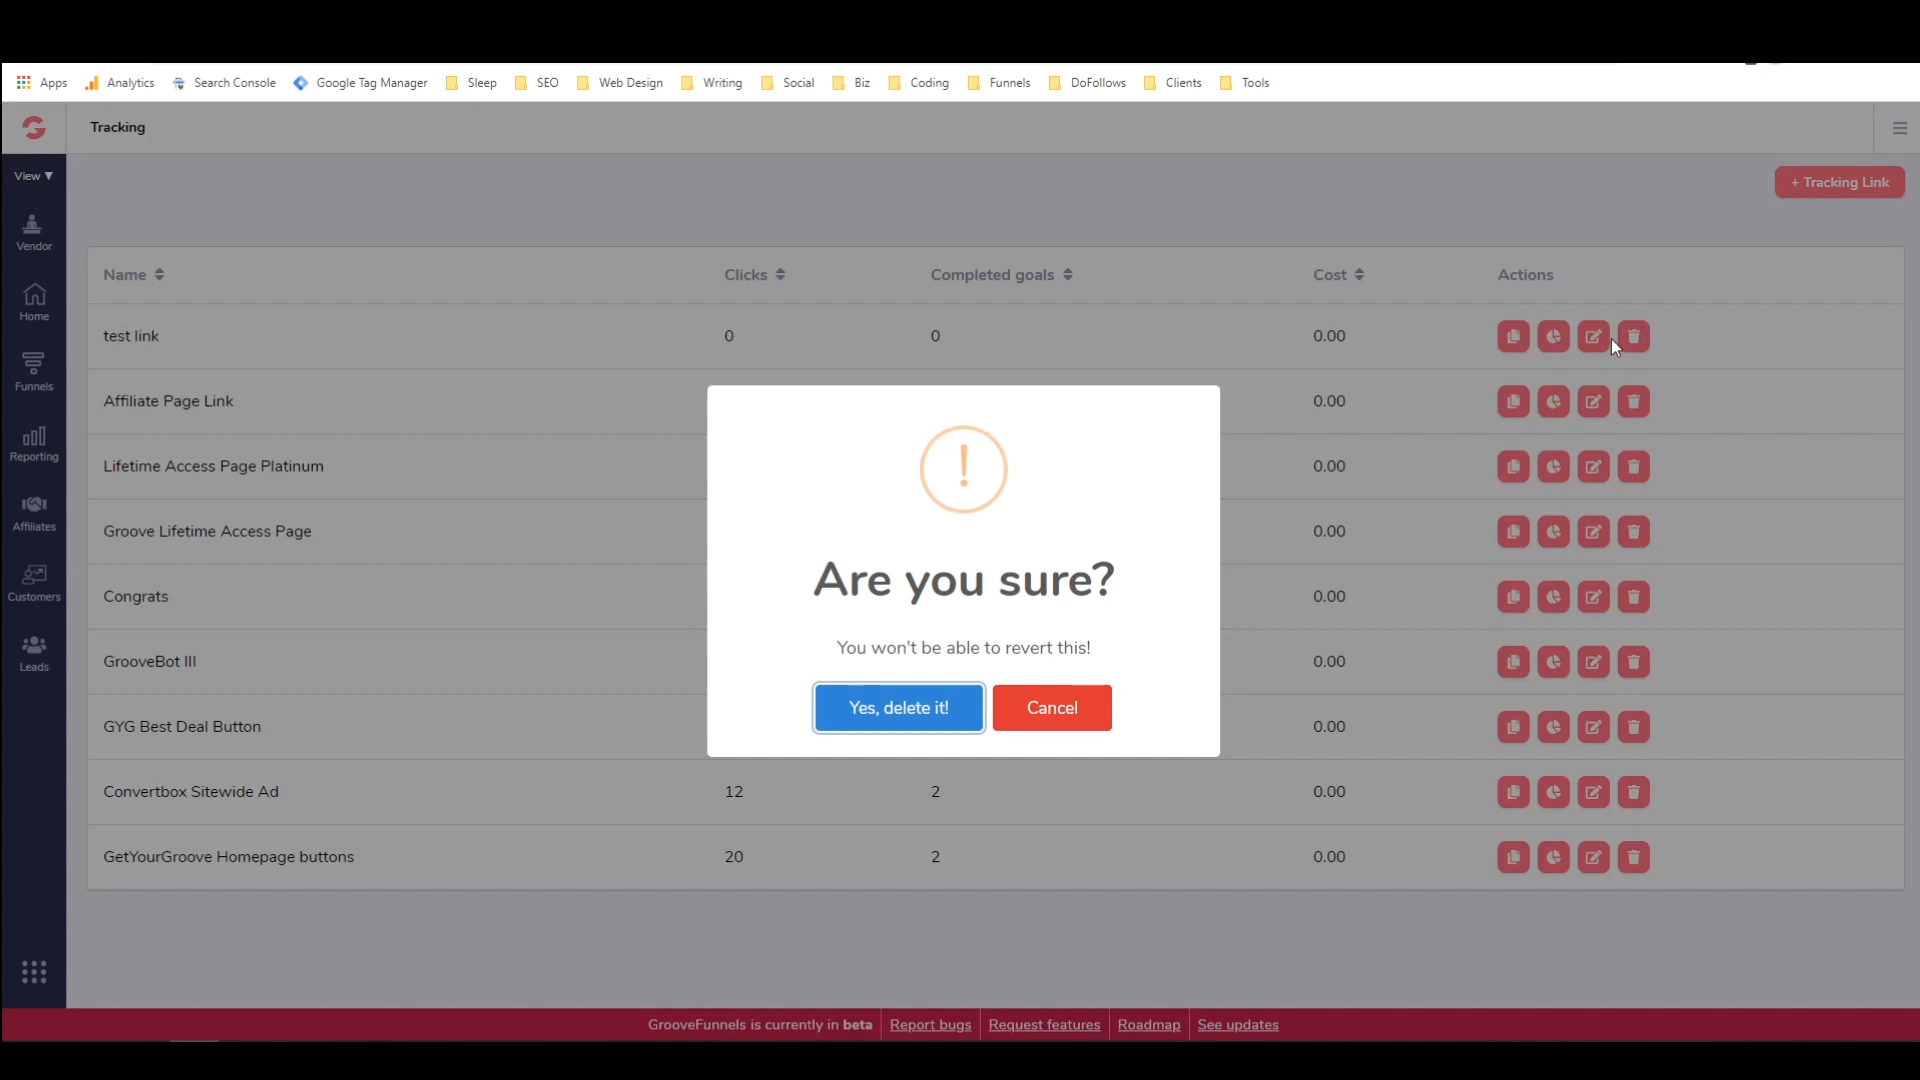 Apps Analytics Search Console Google Tag Manager Sleep SEO Web Design Writing Social Biz Coding Funnels DoFollows Clients Tools
Tracking
View ▼
+ Tracking Link
Vendor
Home
Funnels
Reporting
Affiliates
Customers
Leads
Name Clicks Completed goals Cost Actions
test link 0 0 0.00
Affiliate Page Link 0.00
Lifetime Access Page Platinum 0.00
Groove Lifetime Access Page 0.00
Congrats 0.00
GrooveBot III 0.00
GYG Best Deal Button 0.00
Convertbox Sitewide Ad 12 2 0.00
GetYourGroove Homepage buttons 20 2 0.00
!
Are you sure?
You won't be able to revert this!
Yes, delete it! Cancel
GrooveFunnels is currently in beta Report bugs Request features Roadmap See updates